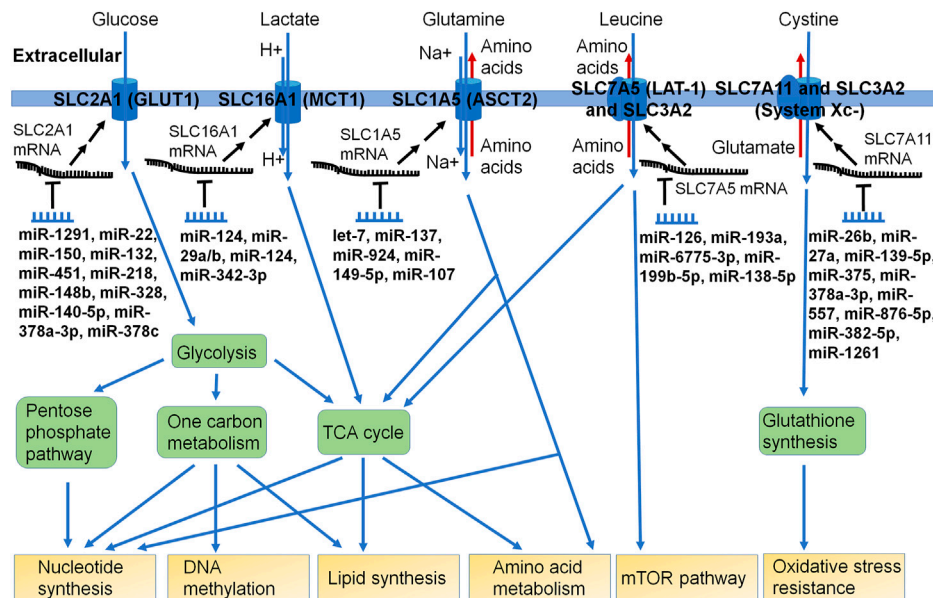 Glucose
Lactate
Glutamine
Leucine
Cystine
Extracellular
H+
Na+
Amino
acids
Amino
acids
SLC2A1 (GLUT1)
SLC16A1 (MCT1)
SLC1A5 (ASCT2)
SLC7A5 (LAT-1)
and SLC3A2
SLC7A11 and SLC3A2
(System Xc-)
SLC2A1
mRNA
SLC16A1
mRNA
H+
SLC1A5
mRNA
Na+
Amino
acids
Amino
acids
SLC7A5 mRNA
Glutamate
SLC7A11
mRNA
miR-1291, miR-22,
miR-150, miR-132,
miR-451, miR-218,
miR-148b, miR-328,
miR-140-5p, miR-
378a-3p, miR-378c
miR-124, miR-
29a/b, miR-124,
miR-342-3p
let-7, miR-137,
miR-924, miR-
149-5p, miR-107
miR-126, miR-193a,
miR-6775-3p, miR-
199b-5p, miR-138-5p
miR-26b, miR-
27a, miR-139-5p,
miR-375, miR-
378a-3p, miR-
557, miR-876-5p,
miR-382-5p,
miR-1261
Glycolysis
Pentose
phosphate
pathway
One carbon
metabolism
TCA cycle
Glutathione
synthesis
Nucleotide
synthesis
DNA
methylation
Lipid synthesis
Amino acid
metabolism
mTOR pathway
Oxidative stress
resistance